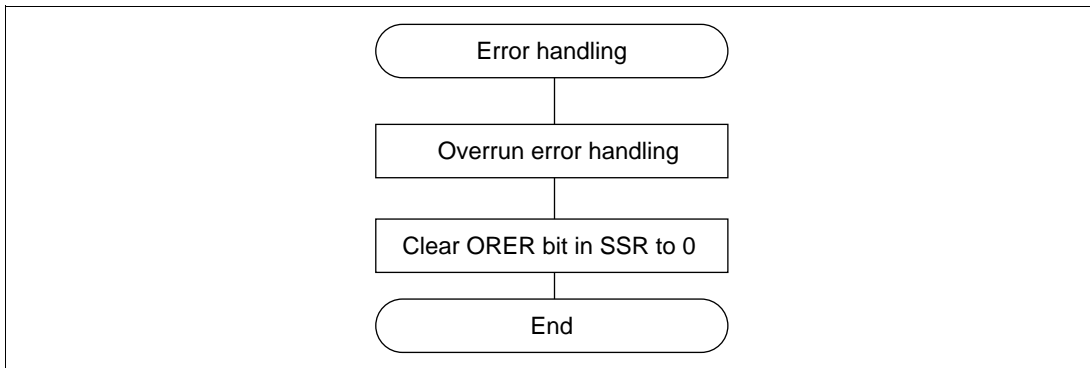 Error handling
Overrun error handling
Clear ORER bit in SSR to 0
End